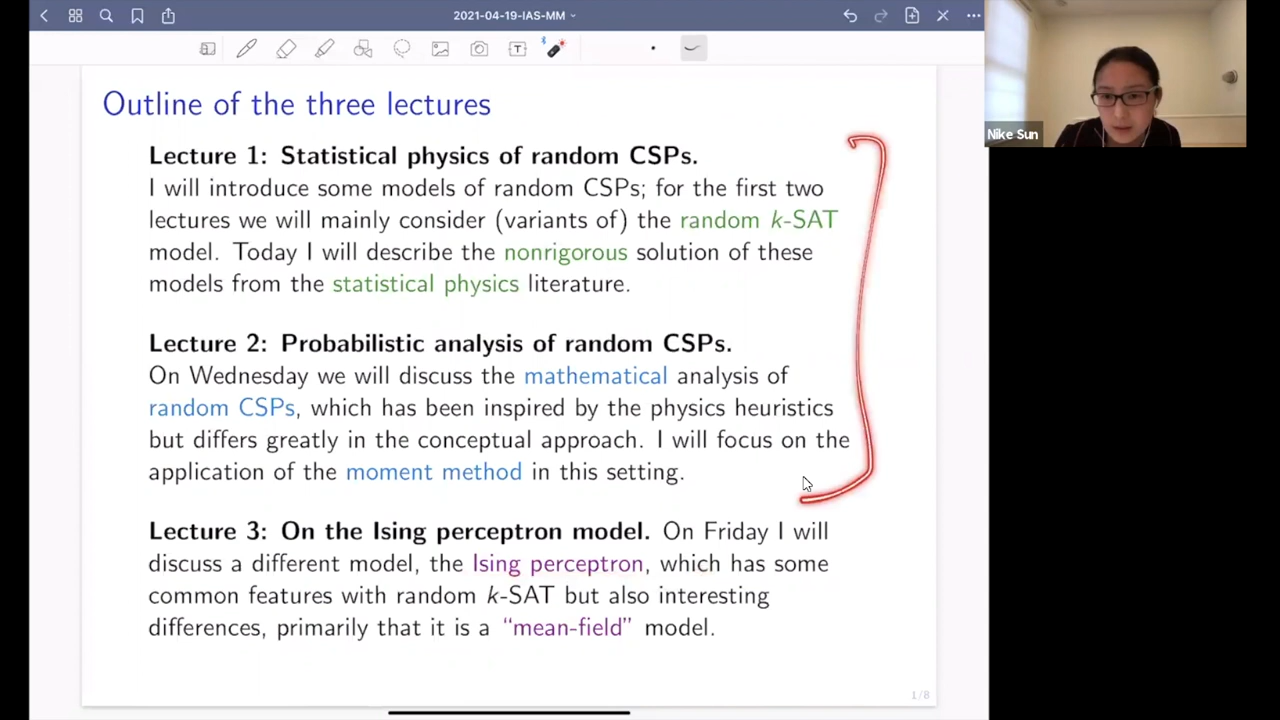 2021-04-19-IAS-MM
T
Outline of the three lectures
Lecture 1: Statistical physics of random CSPs.
I will introduce some models of random CSPs; for the first two
lectures we will mainly consider (variants of) the random k-SAT
model. Today I will describe the nonrigorous solution of these
models from the statistical physics literature.
Lecture 2: Probabilistic analysis of random CSPs.
On Wednesday we will discuss the mathematical analysis of
random CSPs, which has been inspired by the physics heuristics
but differs greatly in the conceptual approach. I will focus on the
application of the moment method in this setting.
Lecture 3: On the Ising perceptron model. On Friday I will
discuss a different model, the Ising perceptron, which has some
common features with random k-SAT but also interesting
differences, primarily that it is a “mean-field” model.
1/8
Nike Sun